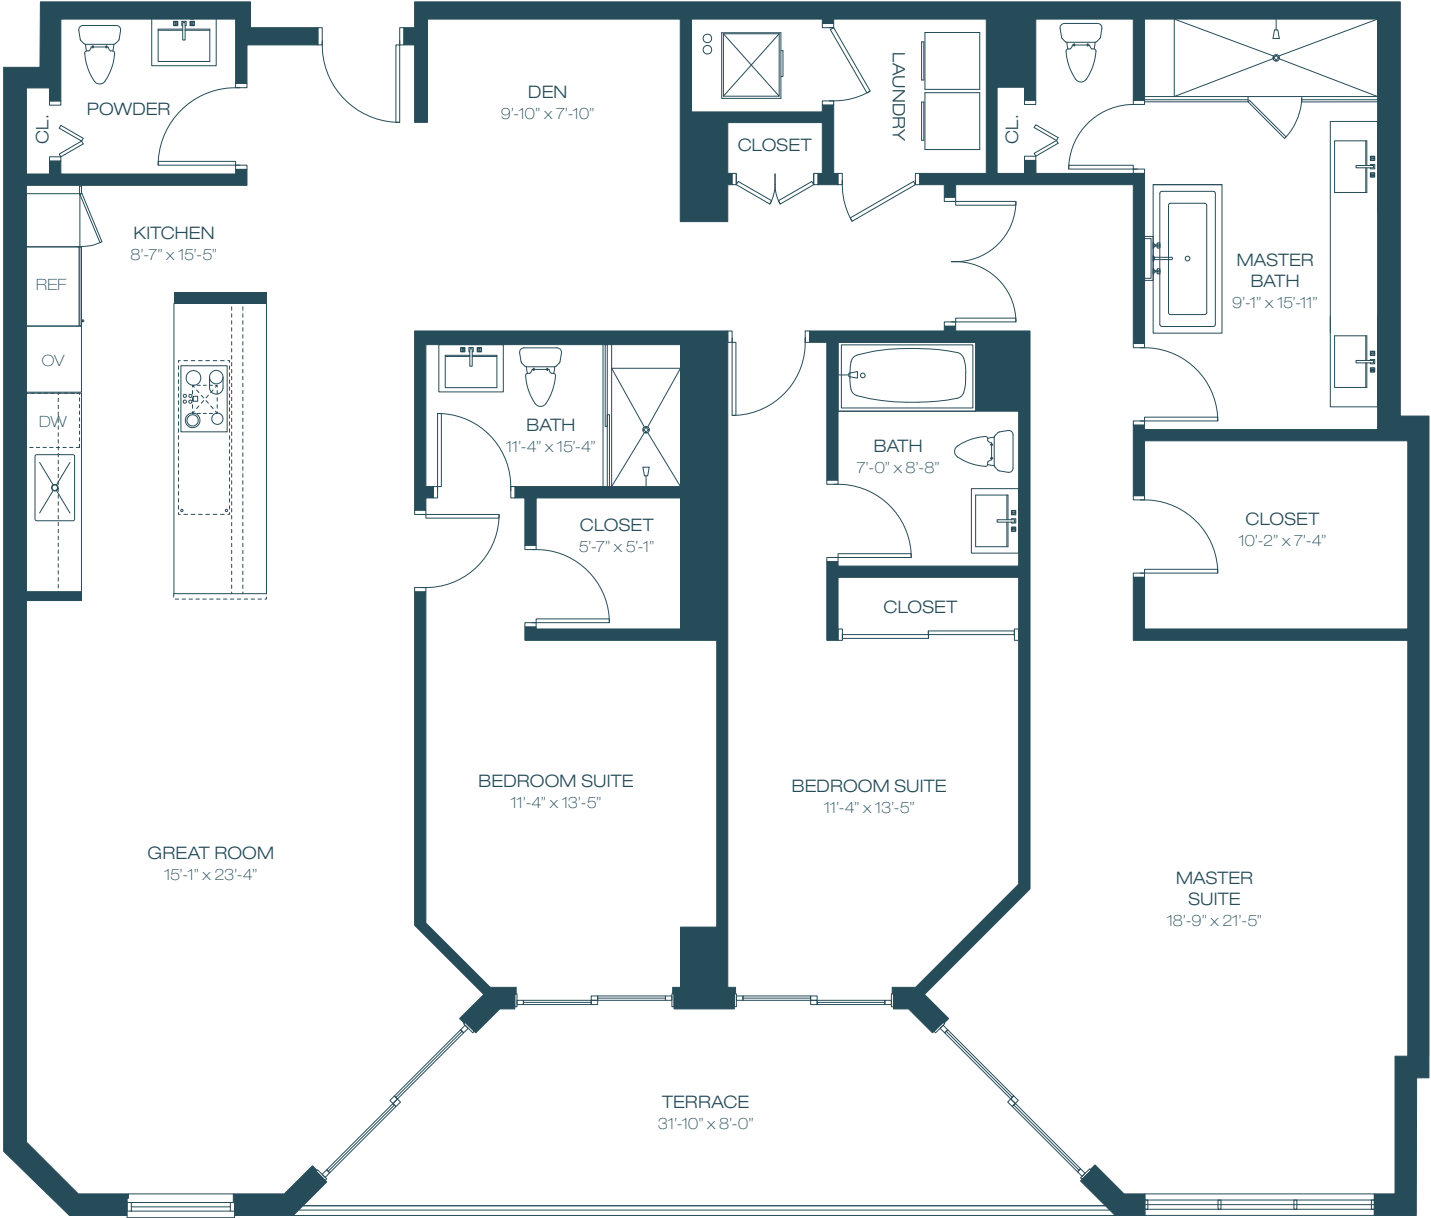 POWDER
CL.
DEN
9'-10" x 7'-10"
LAUNDRY
CLOSET
CL.
KITCHEN
8'-7" x 15'-5"
REF
OV
DW
MASTER
BATH
9'-1" x 15'-11"
BATH
11'-4" x 15'-4"
BATH
7'-0" x 8'-8"
CLOSET
5'-7" x 5'-1"
CLOSET
10'-2" x 7'-4"
CLOSET
BEDROOM SUITE
11'-4" x 13'-5"
BEDROOM SUITE
11'-4" x 13'-5"
GREAT ROOM
15'-1" x 23'-4"
MASTER
SUITE
18'-9" x 21'-5"
TERRACE
31'-10" x 8'-0"